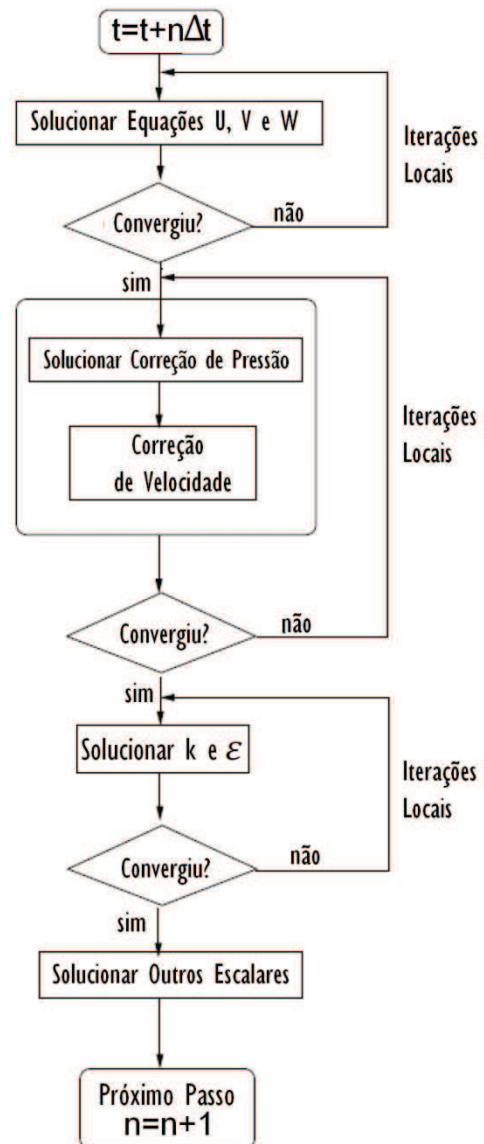 t=t+nΔt
Solucionar Equações U, V e W
Iterações
Locais
Convergiu?
não
sim
Solucionar Correção de Pressão
Correção
de Velocidade
Iterações
Locais
Convergiu?
não
sim
Solucionar k e ε
Iterações
Locais
Convergiu?
não
sim
Solucionar Outros Escalares
Próximo Passo
n=n+1